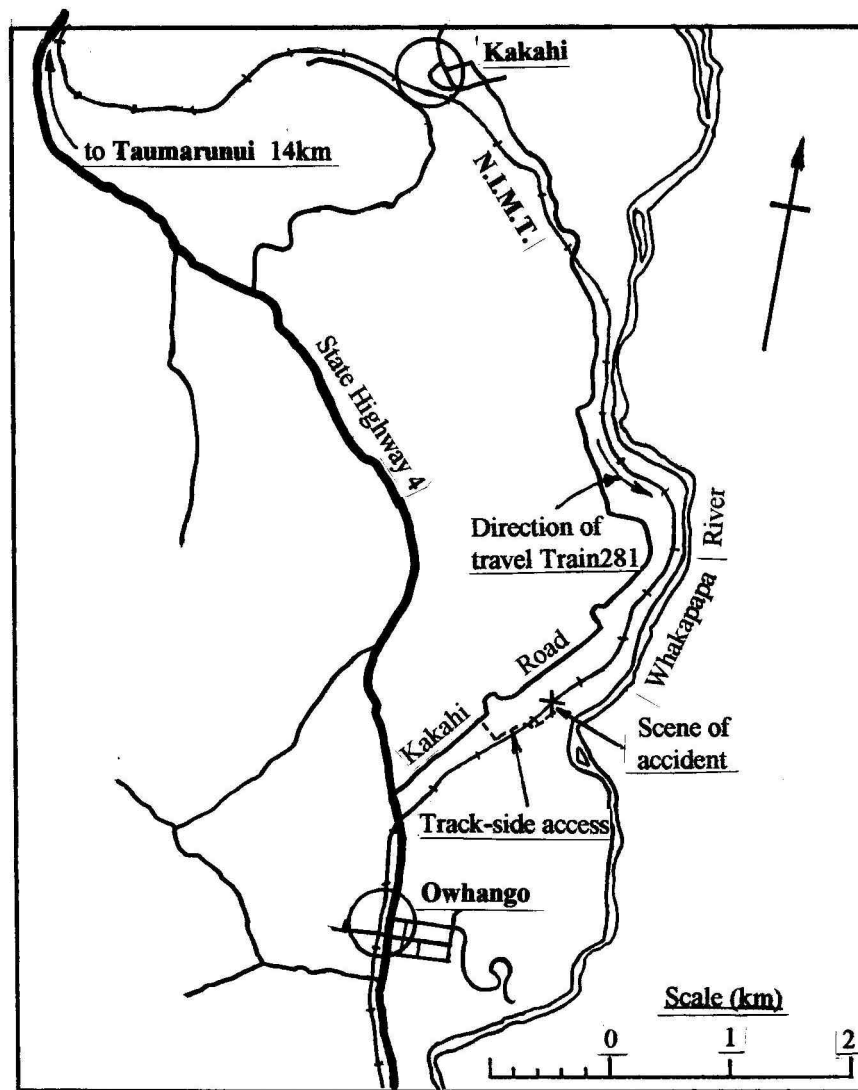 Kakahi
to Taumarunui 14km
N.I.M.T.
State Highway 4
Direction of
travel Train281
River
Whakapapa
Road
Kakahi
Scene of
accident
Track-side access
Owhango
Scale (km)
0 1 2